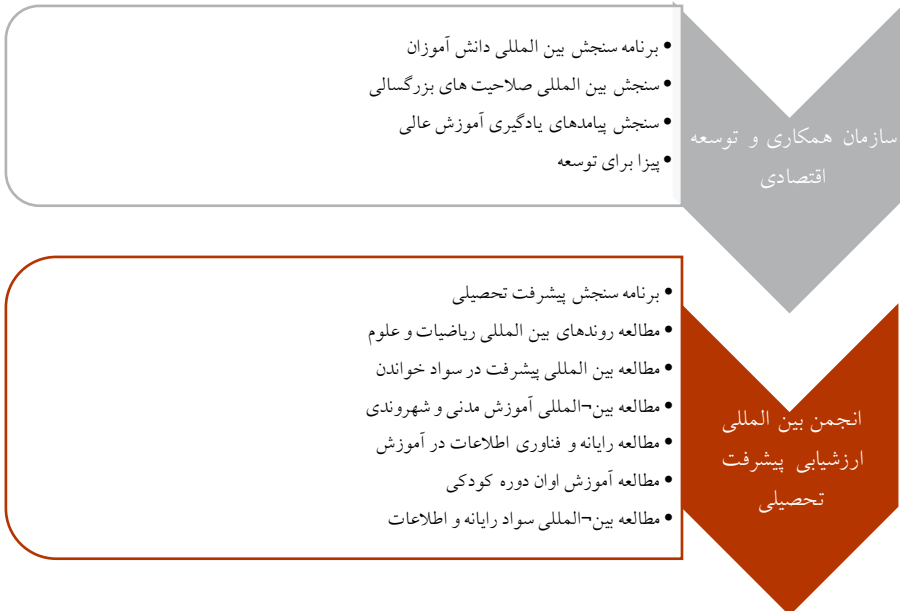 سازمان همکاری و توسعه
اقتصادی
• برنامه سنجش بین المللی دانش آموزان
• سنجش بین المللی صلاحیت های بزرگسالی
• سنجش پیامدهای یادگیری آموزش عالی
• پیزا برای توسعه
انجمن بین المللی
ارزشیابی پیشرفت
تحصیلی
• برنامه سنجش پیشرفت تحصیلی
• مطالعه روندهای بین المللی ریاضیات و علوم
• مطالعه بین المللی پیشرفت در سواد خواندن
• مطالعه بین¬المللی آموزش مدنی و شهروندی
• مطالعه رایانه و فناوری اطلاعات در آموزش
• مطالعه آموزش اوان دوره کودکی
• مطالعه بین¬المللی سواد رایانه و اطلاعات